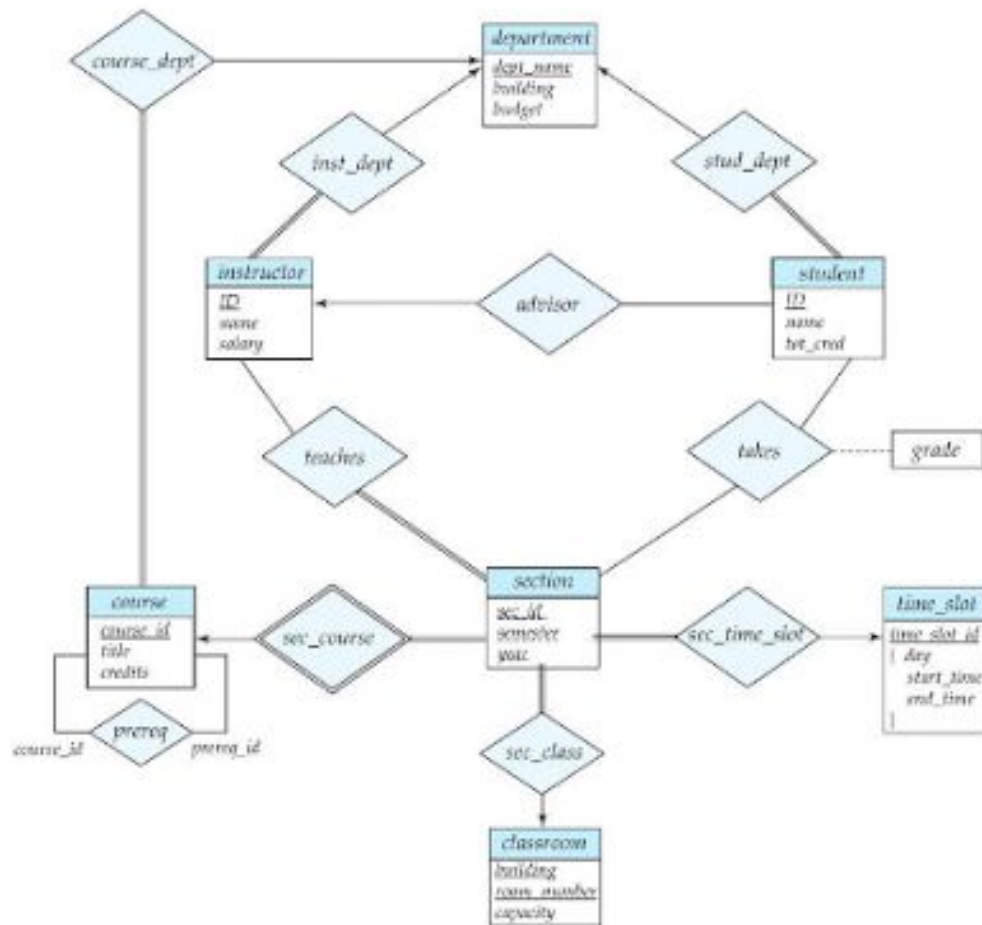 department
course_dept
dept_name
building
budget
inst_dept
stud_dept
instructor
ID
name
salary
advisor
student
ID
name
tot_cred
teaches
takes
grade
course
course_id
title
credits
sec_course
section
sec_id
semester
year
sec_time_slot
time_slot
time_slot_id
{ day
start_time
end_time
}
prereq
course_id
prereq_id
sec_class
classroom
building
room_number
capacity